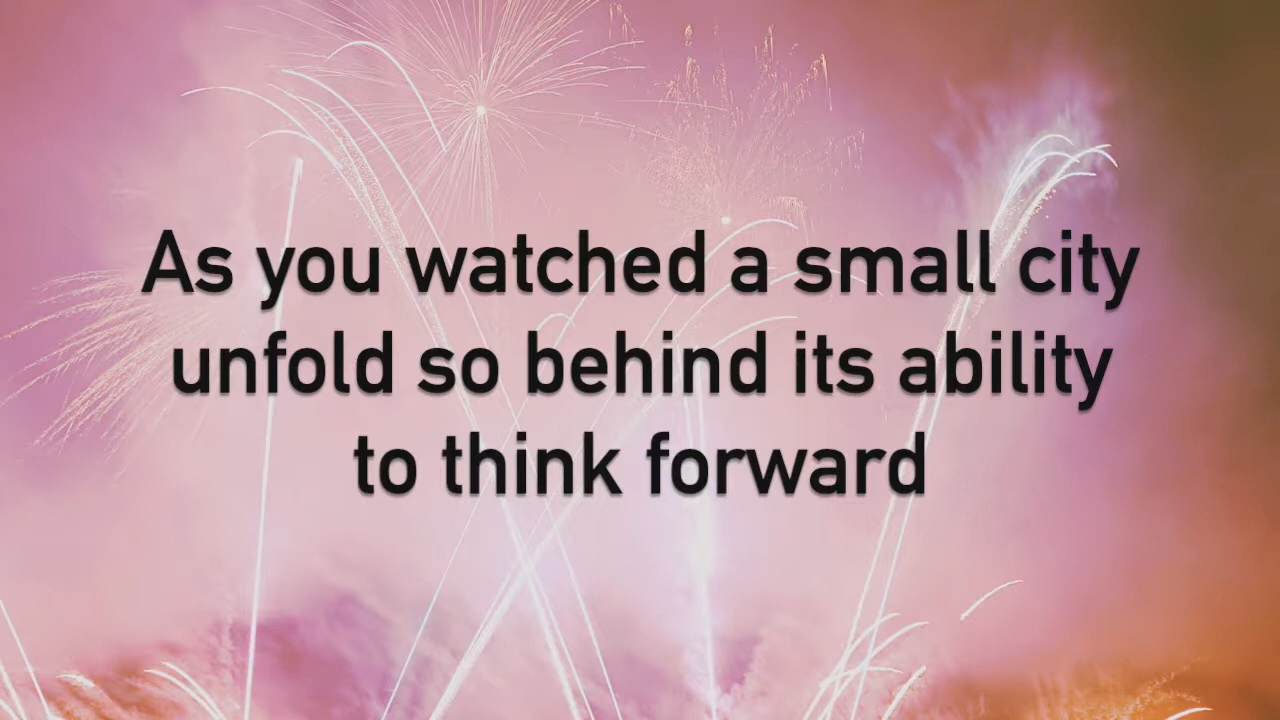 As you watched a small city
unfold so behind its ability
to think forward